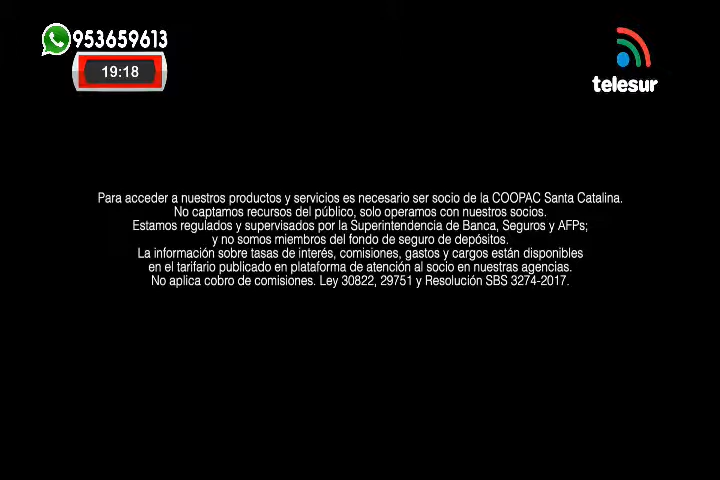 953659613
19:18
telesur
Para acceder a nuestros productos y servicios es necesario ser socio de la COOPAC Santa Catalina.
No captamos recursos del público, solo operamos con nuestros socios.
Estamos regulados y supervisados por la Superintendencia de Banca, Seguros y AFPs;
y no somos miembros del fondo de seguro de depósitos.
La información sobre tasas de interés, comisiones, gastos y cargos están disponibles
en el tarifario publicado en plataforma de atención al socio en nuestras agencias.
No aplica cobro de comisiones. Ley 30822, 29751 y Resolución SBS 3274-2017.